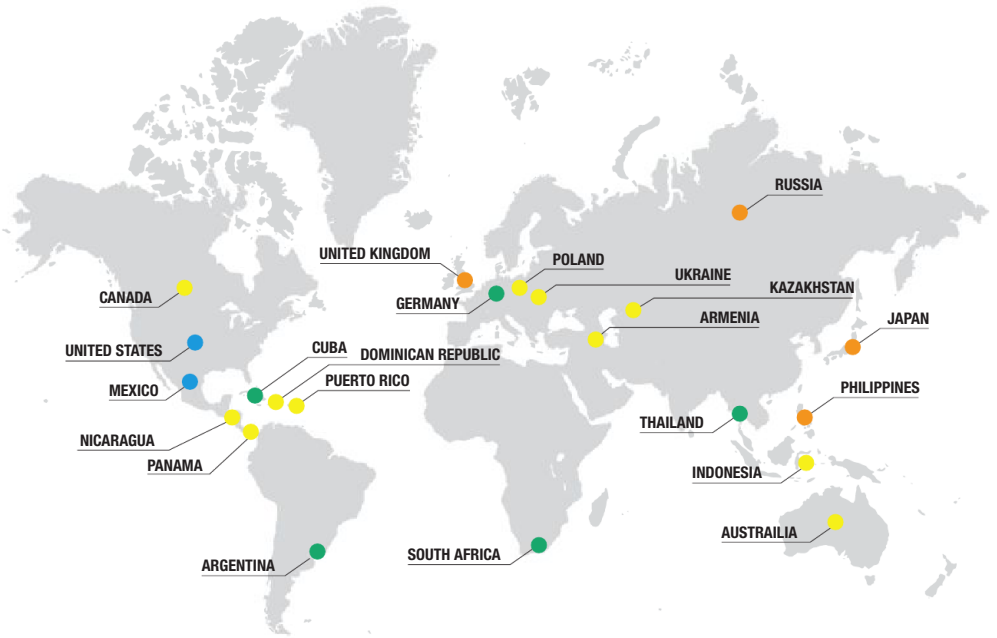 RUSSIA
UNITED KINGDOM
POLAND
UKRAINE
KAZAKHSTAN
CANADA
GERMANY
ARMENIA
JAPAN
UNITED STATES
CUBA
DOMINICAN REPUBLIC
MEXICO
PUERTO RICO
PHILIPPINES
THAILAND
NICARAGUA
PANAMA
INDONESIA
AUSTRAILIA
ARGENTINA
SOUTH AFRICA